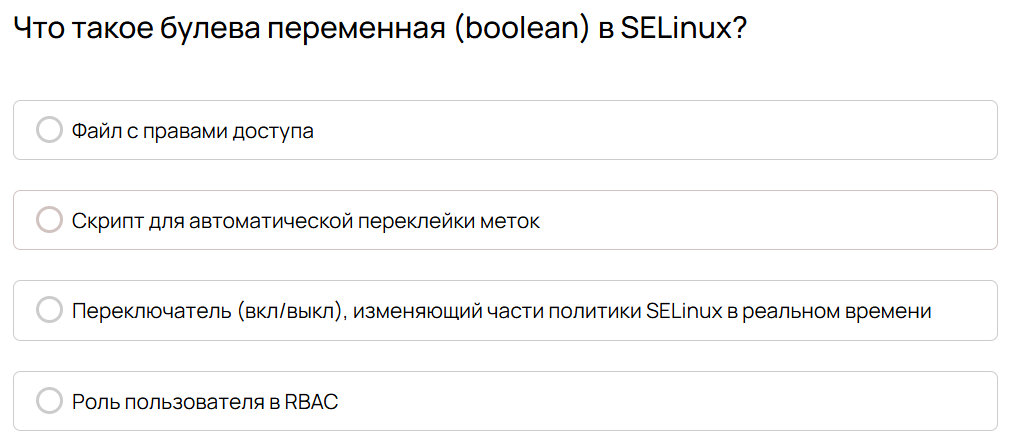 Что такое булева переменная (boolean) в SELinux?
Файл с правами доступа
Скрипт для автоматической переклейки меток
Переключатель (вкл/выкл), изменяющий части политики SELinux в реальном времени
Роль пользователя в RBAC